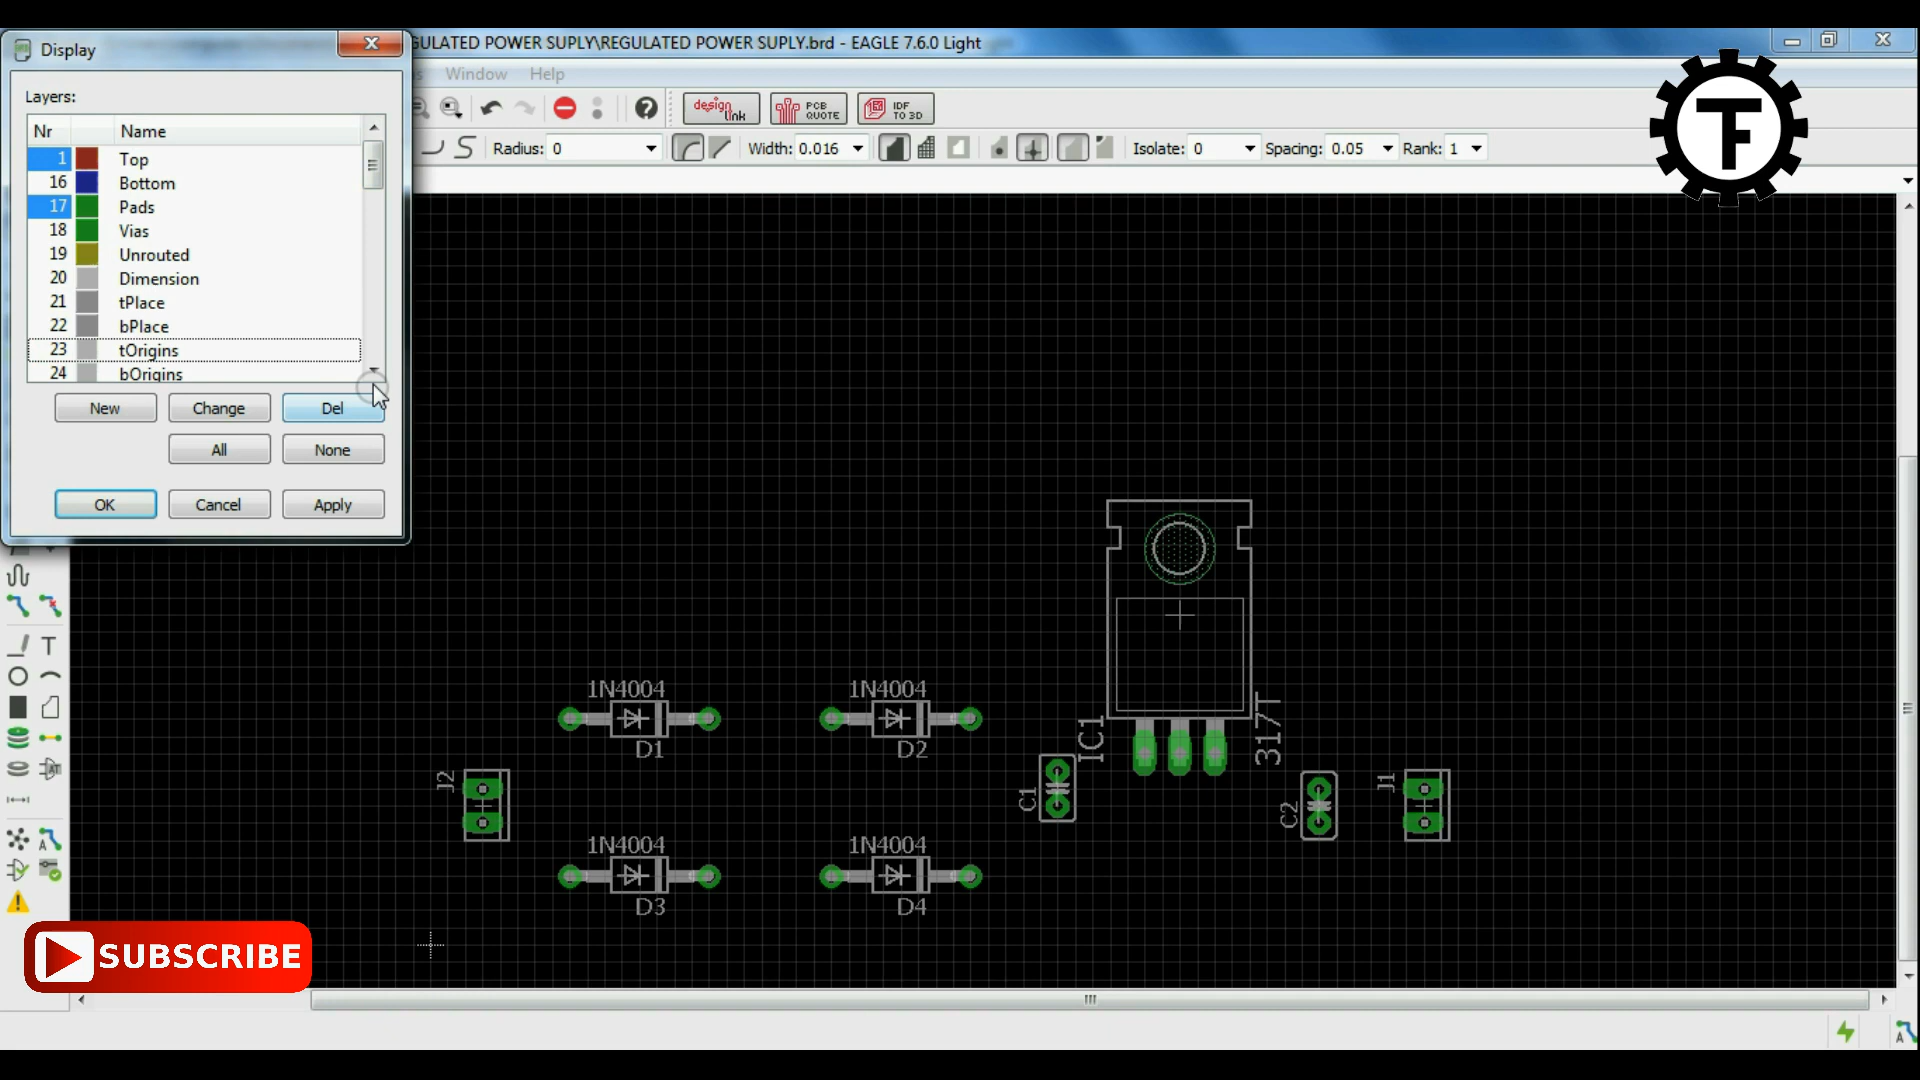 Display
GULATED POWER SUPLY\REGULATED POWER SUPLY.brd - EAGLE 7.6.0 Light
Window Help
Layers:
Nr Name
1 Top
16 Bottom
17 Pads
18 Vias
19 Unrouted
20 Dimension
21 tPlace
22 bPlace
23 tOrigins
24 bOrigins
New Change Del
All None
OK Cancel Apply
design link
PCB QUOTE
IDF TO 3D
Radius: 0
Width: 0.016
Isolate: 0
Spacing: 0.05
Rank: 1
TF
1N4004
D1
1N4004
D2
IC1
317T
J2
C1
C2
J1
1N4004
D3
1N4004
D4
T
SUBSCRIBE